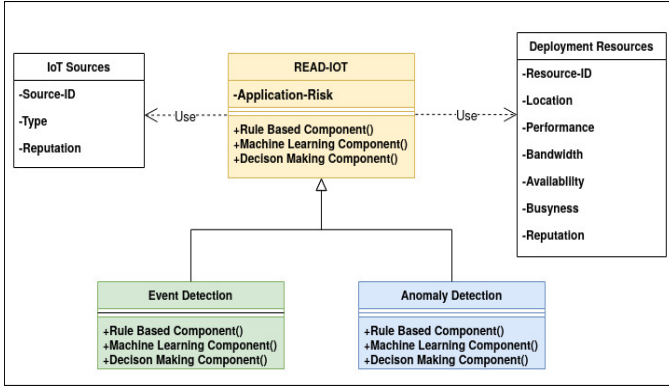 IoT Sources
-Source-ID
-Type
-Reputation
Use
READ-IOT
-Application-Risk
+Rule Based Component()
+Machine Learning Component()
+Decison Making Component()
Use
Deployment Resources
-Resource-ID
-Location
-Performance
-Bandwidth
-Availability
-Busyness
-Reputation
Event Detection
+Rule Based Component()
+Machine Learning Component()
+Decison Making Component()
Anomaly Detection
+Rule Based Component()
+Machine Learning Component()
+Decison Making Component()